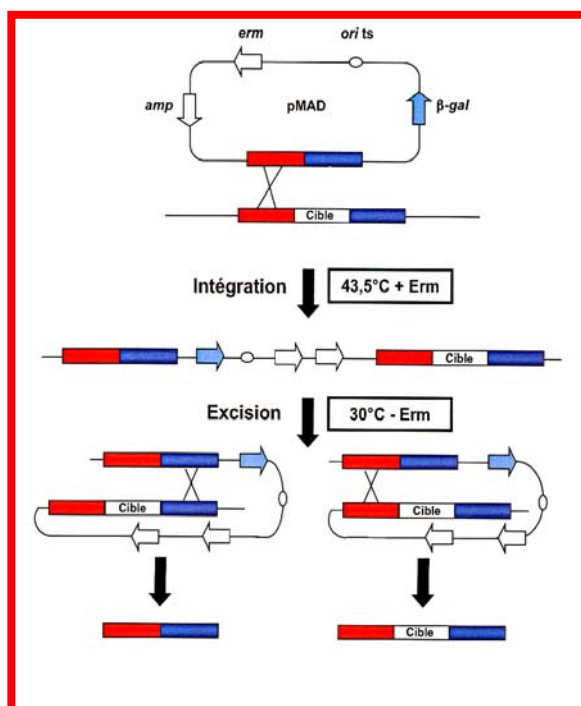 erm
ori ts
amp
pMAD
β-gal
Cible
Intégration
43,5°C + Erm
Cible
Excision
30°C - Erm
Cible
Cible
Cible